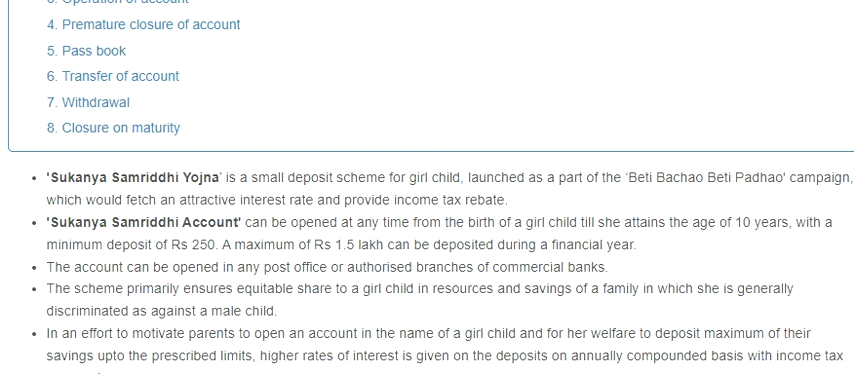 3. Operation of account
4. Premature closure of account
5. Pass book
6. Transfer of account
7. Withdrawal
8. Closure on maturity
• 'Sukanya Samriddhi Yojna' is a small deposit scheme for girl child, launched as a part of the 'Beti Bachao Beti Padhao' campaign,
which would fetch an attractive interest rate and provide income tax rebate.
• 'Sukanya Samriddhi Account' can be opened at any time from the birth of a girl child till she attains the age of 10 years, with a
minimum deposit of Rs 250. A maximum of Rs 1.5 lakh can be deposited during a financial year.
• The account can be opened in any post office or authorised branches of commercial banks.
• The scheme primarily ensures equitable share to a girl child in resources and savings of a family in which she is generally
discriminated as against a male child.
• In an effort to motivate parents to open an account in the name of a girl child and for her welfare to deposit maximum of their
savings upto the prescribed limits, higher rates of interest is given on the deposits on annually compounded basis with income tax